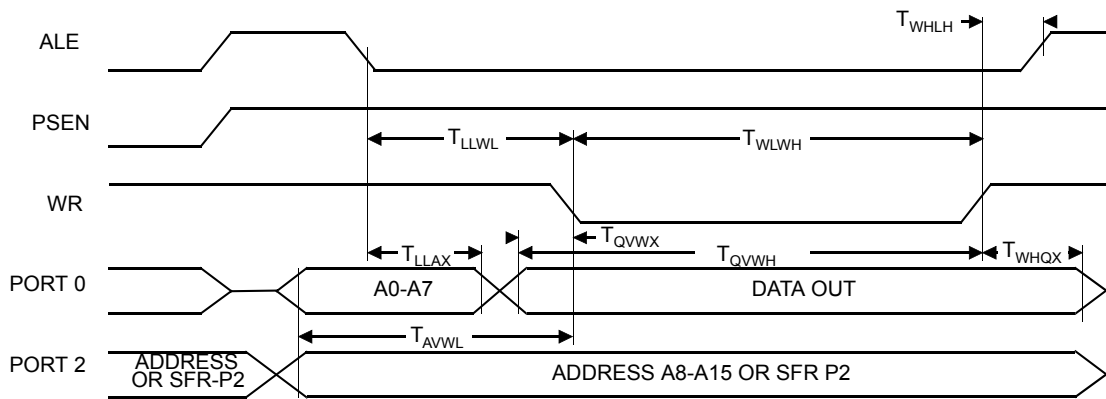 ALE
T_WHLH
PSEN
T_LLWL
T_WLWH
WR
T_LLAX
T_QVWX
T_QVWH
T_WHQX
PORT 0
A0-A7
DATA OUT
T_AVWL
PORT 2
ADDRESS
OR SFR-P2
ADDRESS A8-A15 OR SFR P2